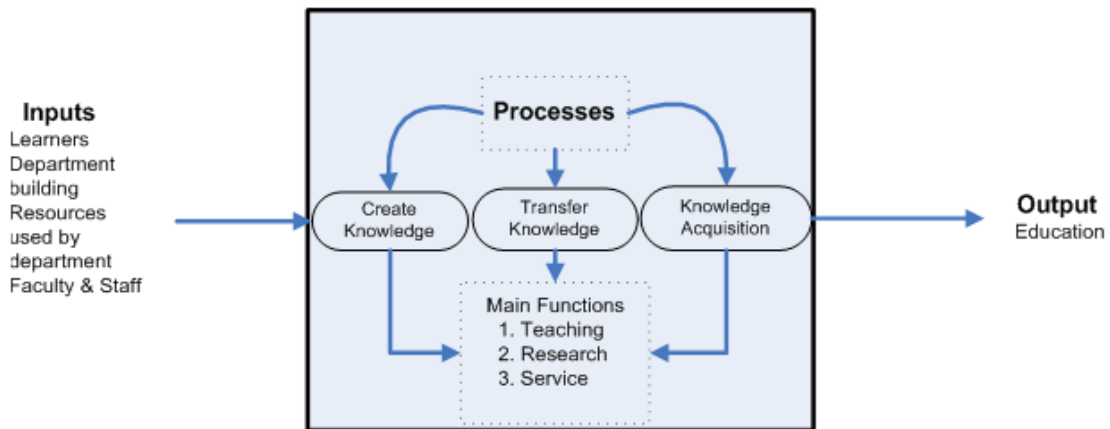 Inputs
Learners
Department
building
Resources
used by
department
Faculty & Staff
Processes
Create
Knowledge
Transfer
Knowledge
Knowledge
Acquisition
Main Functions
1. Teaching
2. Research
3. Service
Output
Education